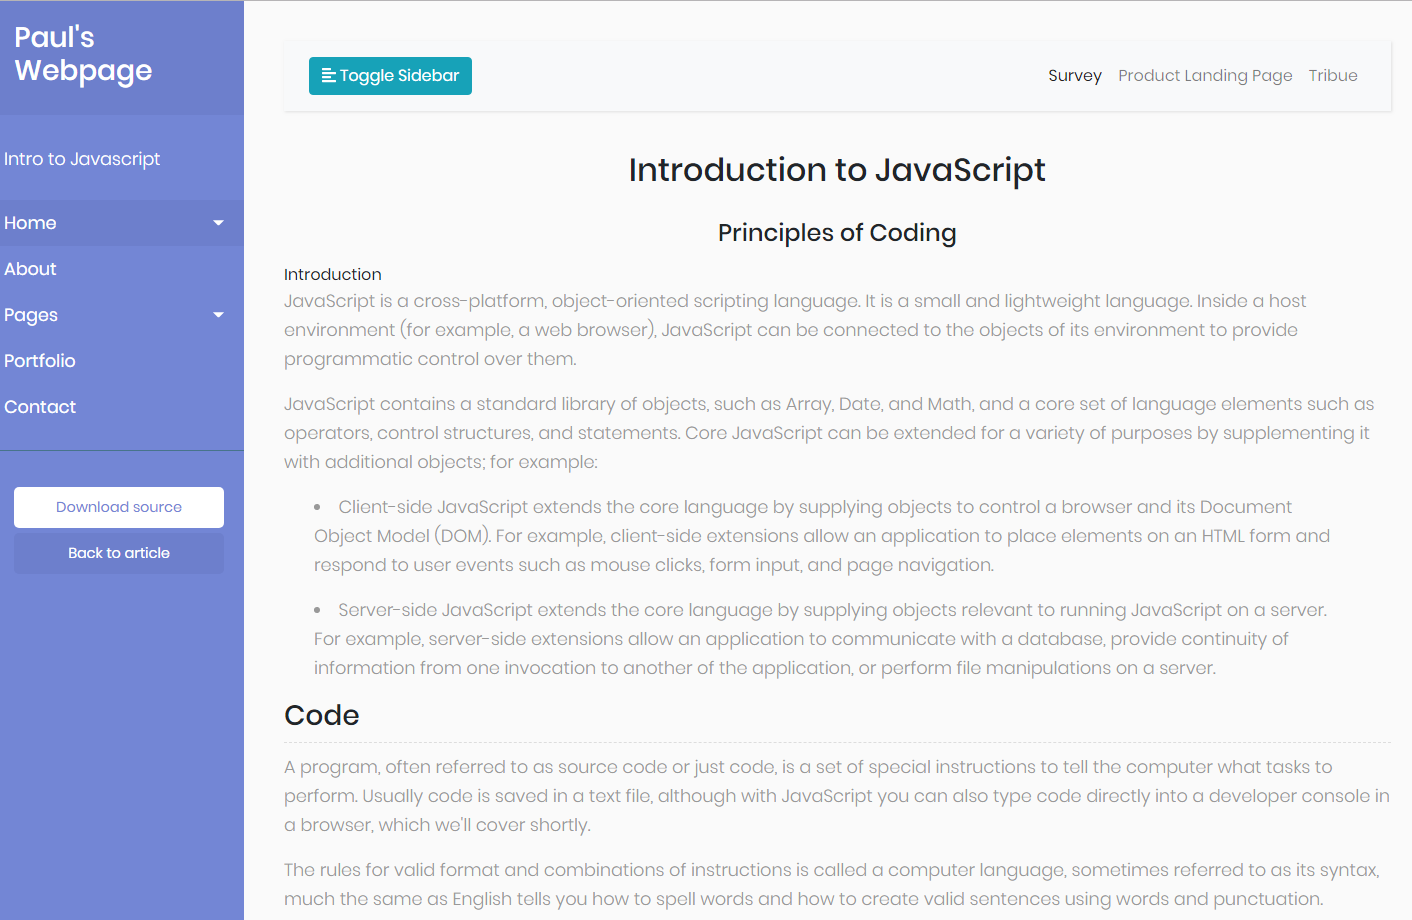 Paul's
Webpage
Intro to Javascript
Home
About
Pages
Portfolio
Contact
Download source
Back to article
Toggle Sidebar
Survey Product Landing Page Tribue
Introduction to JavaScript
Principles of Coding
Introduction
JavaScript is a cross-platform, object-oriented scripting language. It is a small and lightweight language. Inside a host
environment (for example, a web browser), JavaScript can be connected to the objects of its environment to provide
programmatic control over them.
JavaScript contains a standard library of objects, such as Array, Date, and Math, and a core set of language elements such as
operators, control structures, and statements. Core JavaScript can be extended for a variety of purposes by supplementing it
with additional objects; for example:
• Client-side JavaScript extends the core language by supplying objects to control a browser and its Document
Object Model (DOM). For example, client-side extensions allow an application to place elements on an HTML form and
respond to user events such as mouse clicks, form input, and page navigation.
• Server-side JavaScript extends the core language by supplying objects relevant to running JavaScript on a server.
For example, server-side extensions allow an application to communicate with a database, provide continuity of
information from one invocation to another of the application, or perform file manipulations on a server.
Code
A program, often referred to as source code or just code, is a set of special instructions to tell the computer what tasks to
perform. Usually code is saved in a text file, although with JavaScript you can also type code directly into a developer console in
a browser, which we'll cover shortly.
The rules for valid format and combinations of instructions is called a computer language, sometimes referred to as its syntax,
much the same as English tells you how to spell words and how to create valid sentences using words and punctuation.